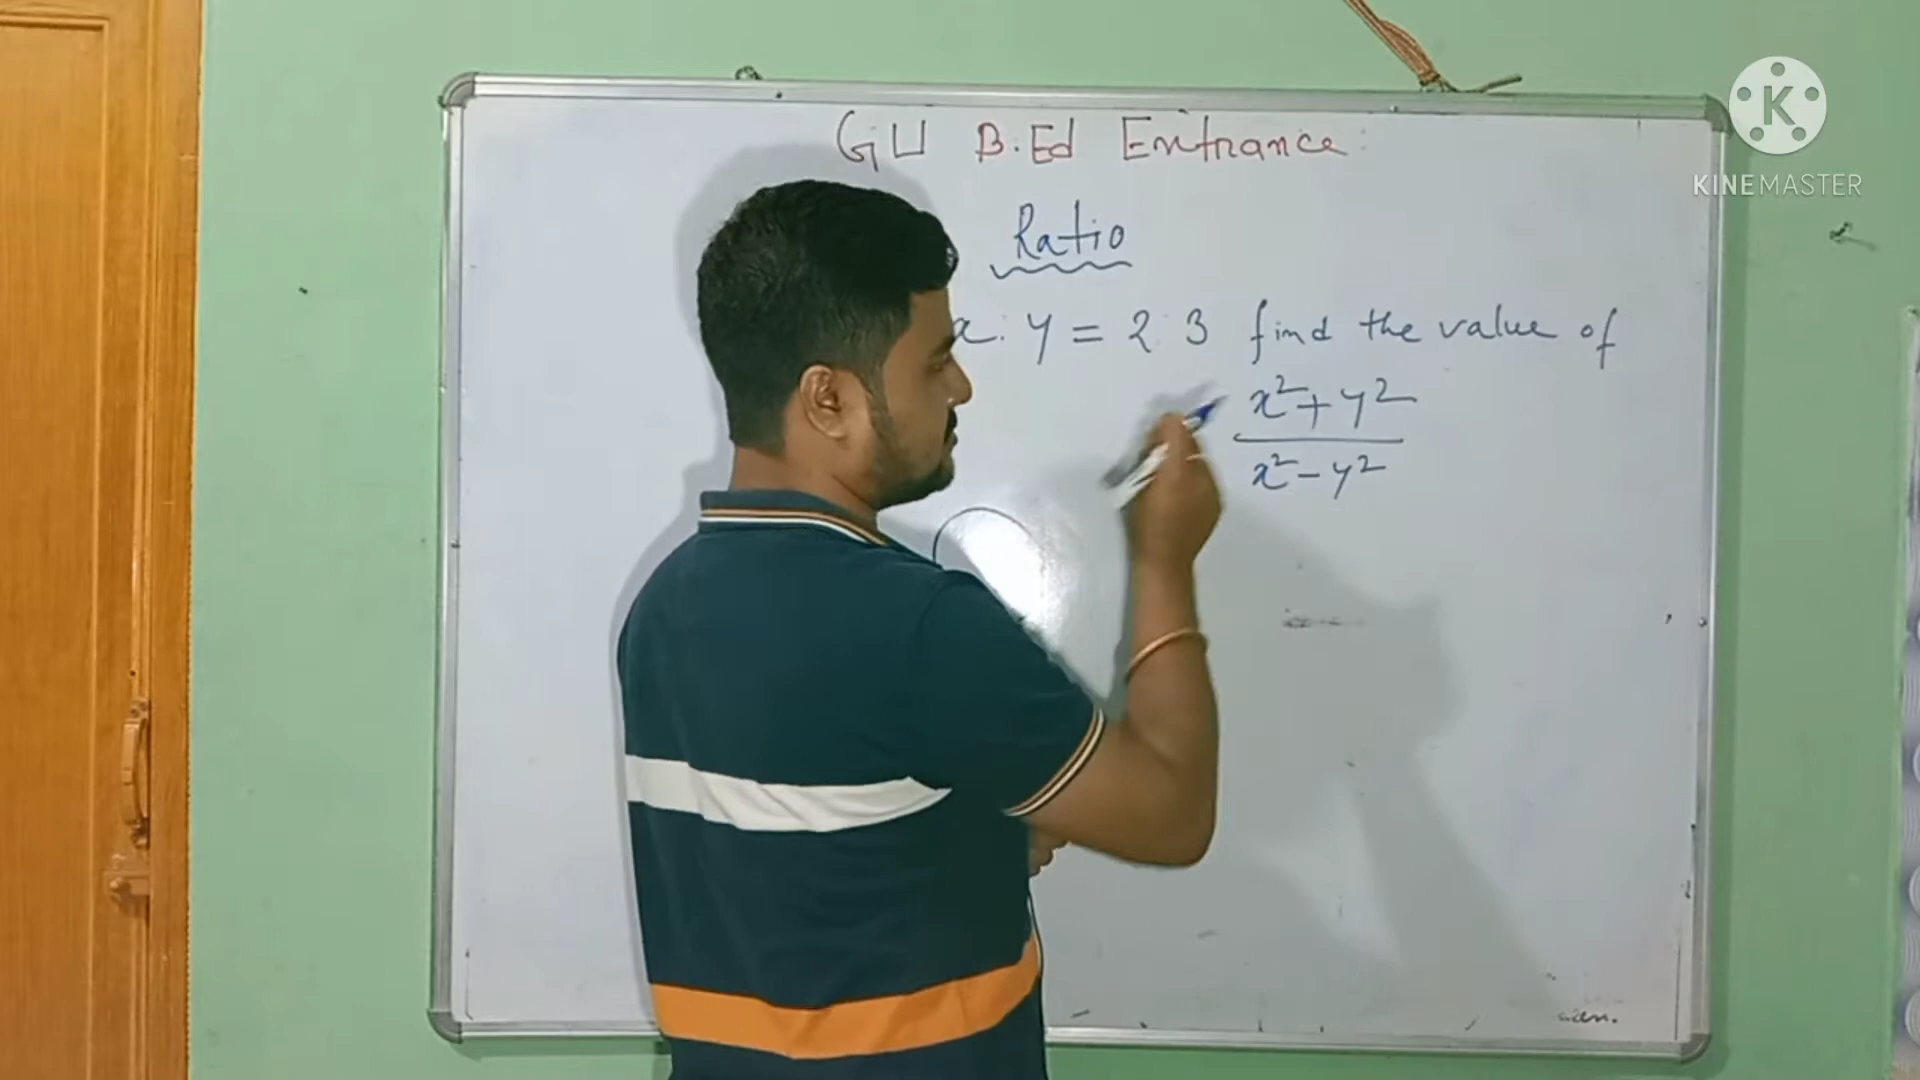 GU B.Ed Entrance:
Ratio
x: y = 2:3 find the value of
x²+y²
x²-y²
KINEMASTER